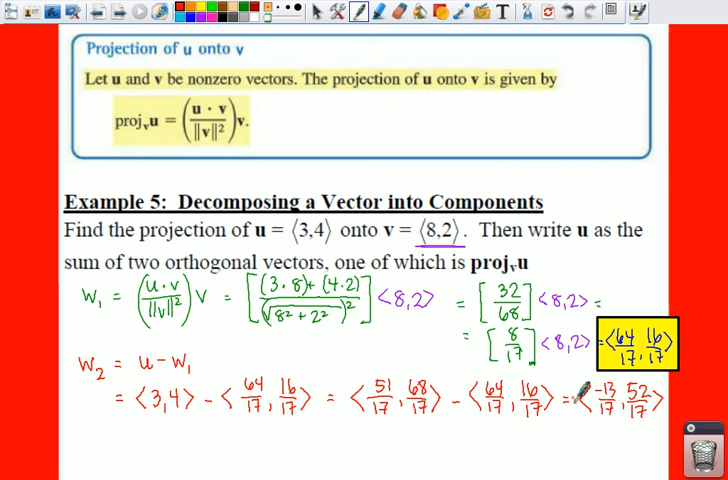 Projection of u onto v
Let u and v be nonzero vectors. The projection of u onto v is given by
proj_v u = (u · v / ||v||²) v.
Example 5: Decomposing a Vector into Components
Find the projection of u = ⟨3,4⟩ onto v = ⟨8,2⟩. Then write u as the
sum of two orthogonal vectors, one of which is proj_v u
w₁ = (u · v / ||v||²) v = [(3·8)+(4·2) / (√(8²+2²))²] <8,2> = [32/68] <8,2> =
= [8/17] <8,2> = <64/17, 16/17>
w₂ = u - w₁
= <3,4> - <64/17, 16/17> = <51/17, 68/17> - <64/17, 16/17> = <-13/17, 52/17>